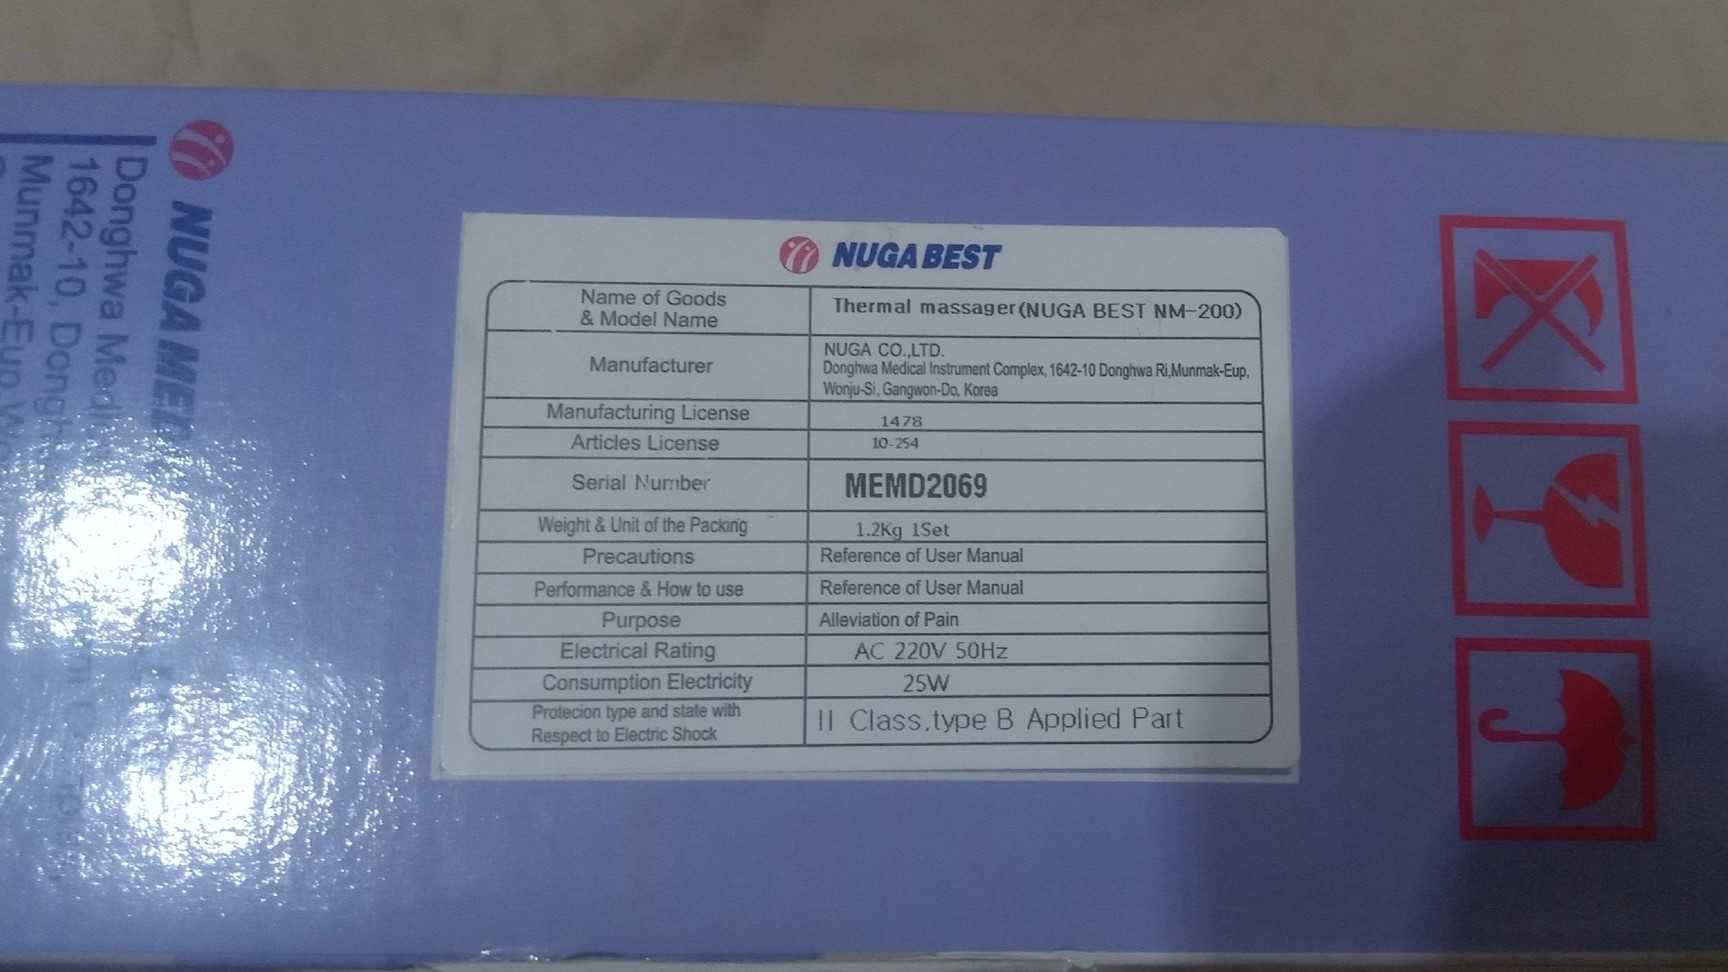 NUGA BEST
Name of Goods
& Model Name
Thermal massager(NUGA BEST NM-200)
Manufacturer
NUGA CO.,LTD.
Donghwa Medical Instrument Complex, 1642-10 Donghwa Ri,Munmak-Eup,
Wonju-Si, Gangwon-Do, Korea
Manufacturing License
1478
Articles License
10-254
Serial Number
MEMD2069
Weight & Unit of the Packing
1.2Kg 1Set
Precautions
Reference of User Manual
Performance & How to use
Reference of User Manual
Purpose
Alleviation of Pain
Electrical Rating
AC 220V 50Hz
Consumption Electricity
25W
Protecion type and state with
Respect to Electric Shock
II Class,type B Applied Part
NUGA
Donghwa
1642-10,
Munmak-Eup,